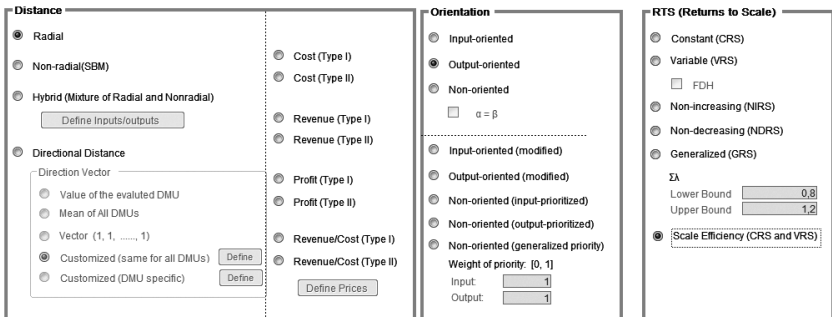 Distance
Radial
Non-radial(SBM)
Hybrid (Mixture of Radial and Nonradial)
Define Inputs/outputs
Directional Distance
Direction Vector
Value of the evaluted DMU
Mean of All DMUs
Vector (1, 1, ......, 1)
Customized (same for all DMUs) Define
Customized (DMU specific) Define
Cost (Type I)
Cost (Type II)
Revenue (Type I)
Revenue (Type II)
Profit (Type I)
Profit (Type II)
Revenue/Cost (Type I)
Revenue/Cost (Type II)
Define Prices
Orientation
Input-oriented
Output-oriented
Non-oriented
α = β
Input-oriented (modified)
Output-oriented (modified)
Non-oriented (input-prioritized)
Non-oriented (output-prioritized)
Non-oriented (generalized priority)
Weight of priority: [0, 1]
Input: 1
Output: 1
RTS (Returns to Scale)
Constant (CRS)
Variable (VRS)
FDH
Non-increasing (NIRS)
Non-decreasing (NDRS)
Generalized (GRS)
Σλ
Lower Bound 0,8
Upper Bound 1,2
Scale Efficiency (CRS and VRS)